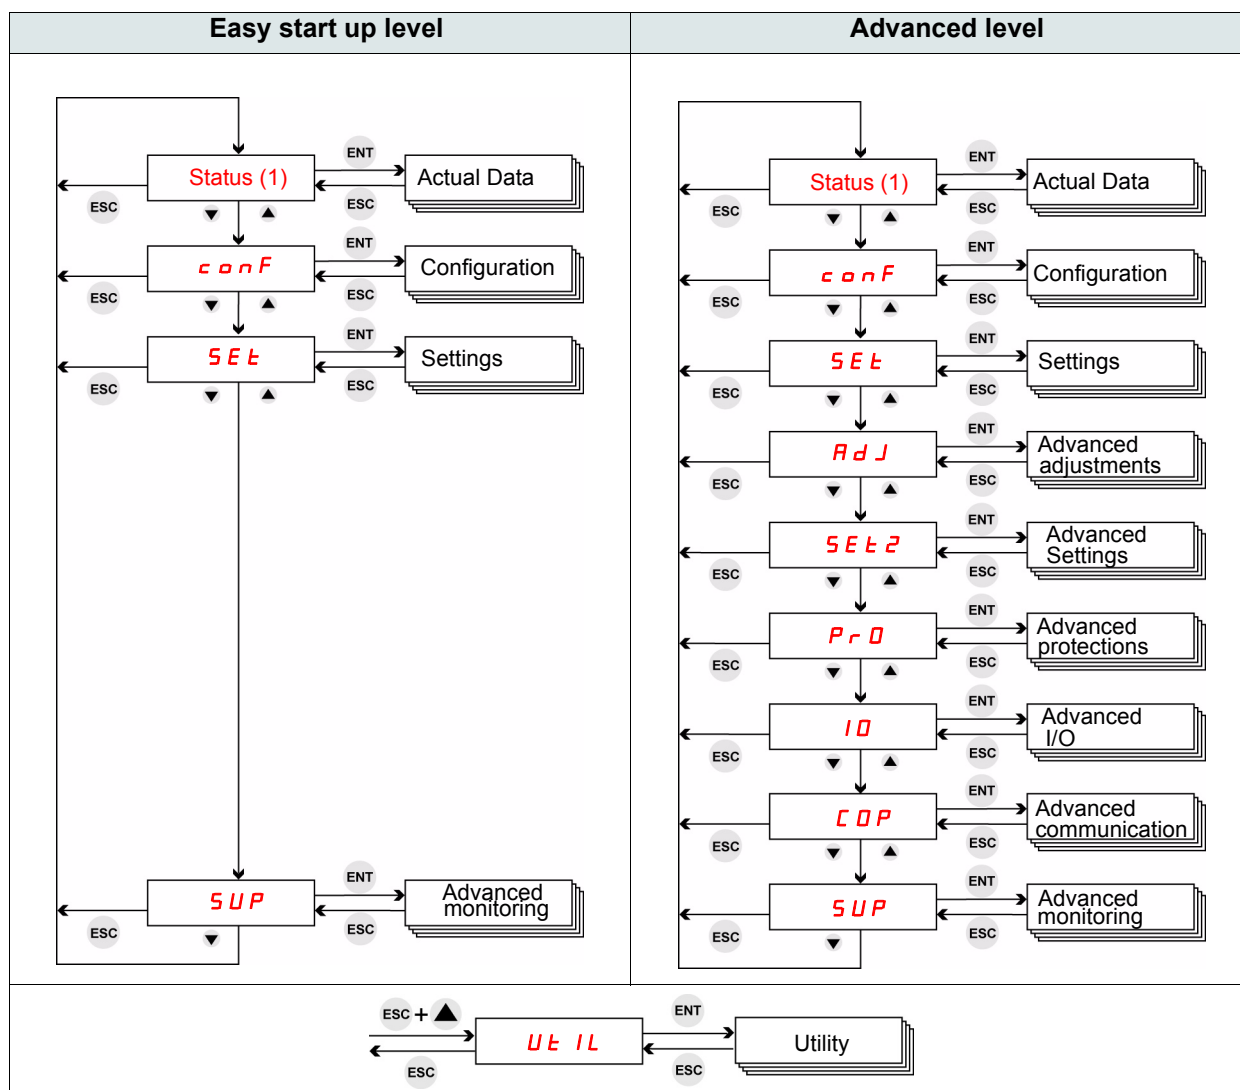 Easy start up level
Advanced level
Status (1)
ENT
ESC
ESC
Actual Data
conF
ENT
ESC
ESC
Configuration
SEt
ENT
ESC
ESC
Settings
SUP
ENT
ESC
ESC
Advanced
monitoring
Status (1)
ENT
ESC
ESC
Actual Data
conF
ENT
ESC
ESC
Configuration
SEt
ENT
ESC
ESC
Settings
AdJ
ENT
ESC
ESC
Advanced
adjustments
SEt2
ENT
ESC
ESC
Advanced
Settings
PrO
ENT
ESC
ESC
Advanced
protections
IO
ENT
ESC
ESC
Advanced
I/O
COP
ENT
ESC
ESC
Advanced
communication
SUP
ENT
ESC
ESC
Advanced
monitoring
ESC + ▲
ESC
UtIL
ENT
ESC
Utility